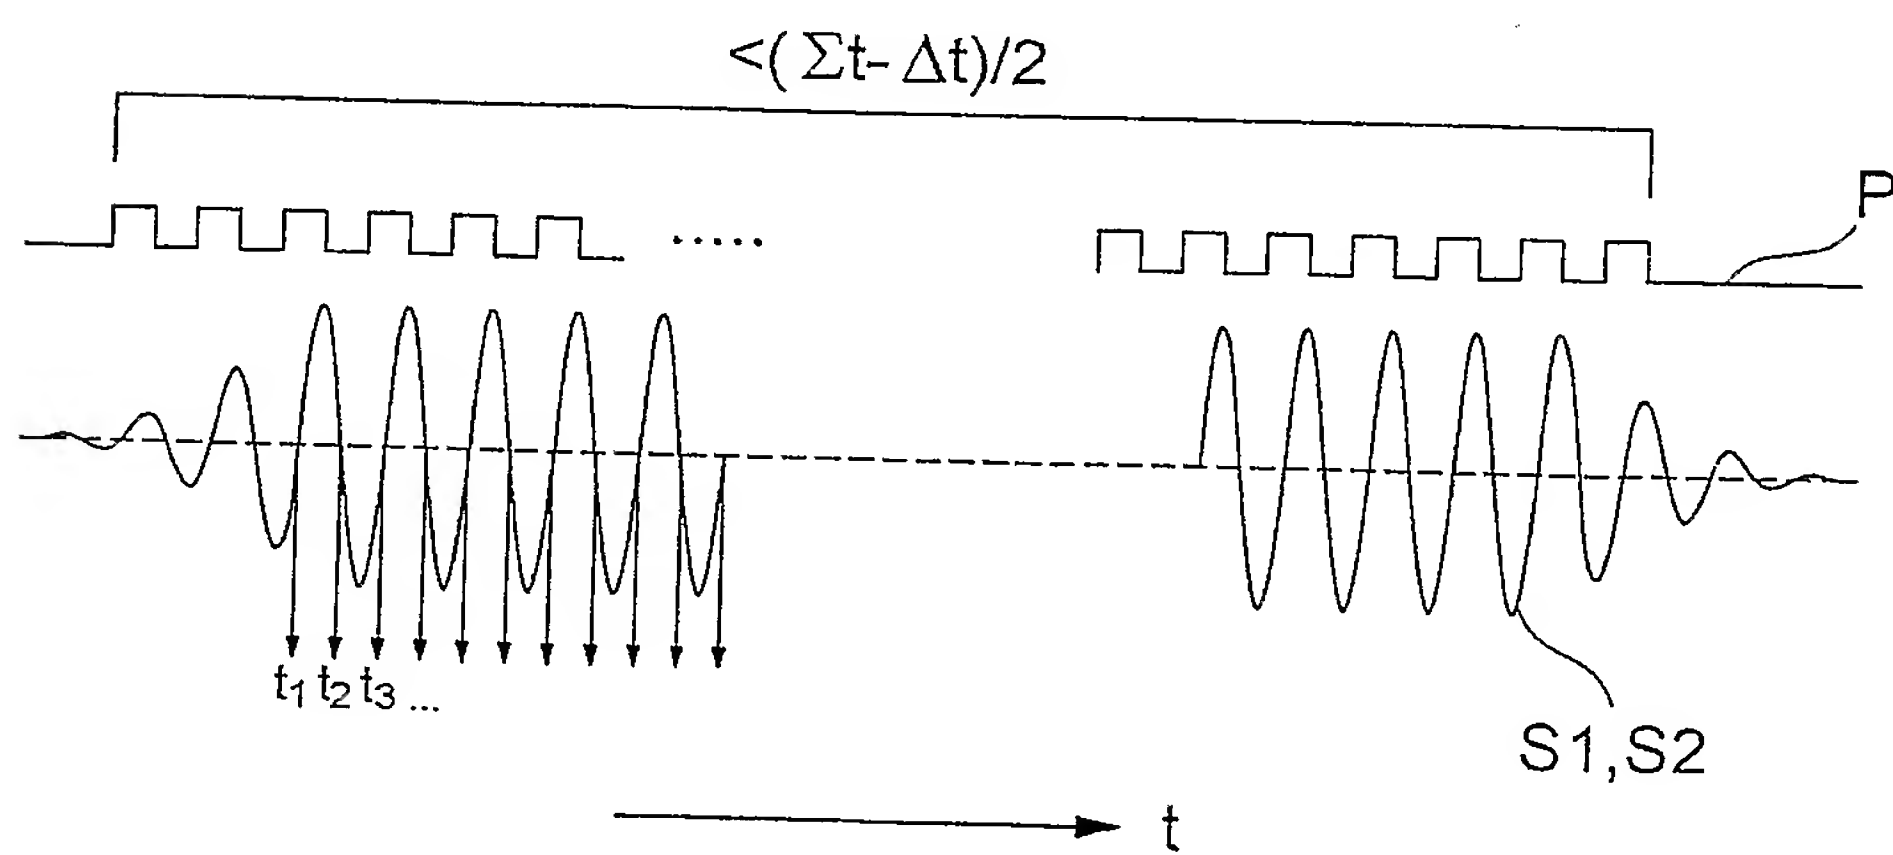 <(Σt-Δt)/2
P
.....
t1 t2 t3 ...
S1,S2
t